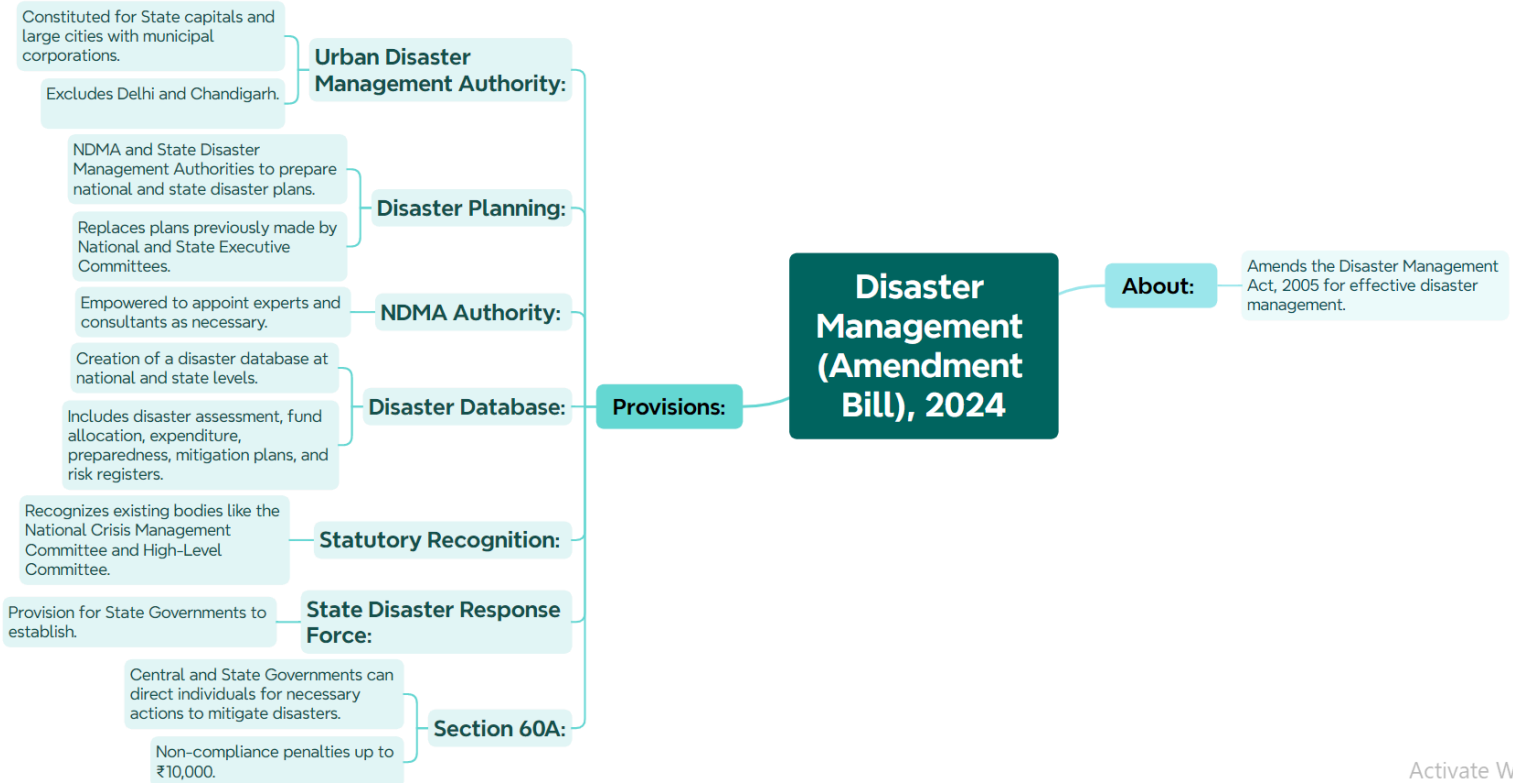 Constituted for State capitals and
large cities with municipal
corporations.
Excludes Delhi and Chandigarh.
Urban Disaster
Management Authority:
NDMA and State Disaster
Management Authorities to prepare
national and state disaster plans.
Replaces plans previously made by
National and State Executive
Committees.
Disaster Planning:
Empowered to appoint experts and
consultants as necessary.
NDMA Authority:
Creation of a disaster database at
national and state levels.
Includes disaster assessment, fund
allocation, expenditure,
preparedness, mitigation plans, and
risk registers.
Disaster Database:
Recognizes existing bodies like the
National Crisis Management
Committee and High-Level
Committee.
Statutory Recognition:
Provision for State Governments to
establish.
State Disaster Response
Force:
Central and State Governments can
direct individuals for necessary
actions to mitigate disasters.
Non-compliance penalties up to
₹10,000.
Section 60A:
Provisions:
Disaster
Management
(Amendment
Bill), 2024
About:
Amends the Disaster Management
Act, 2005 for effective disaster
management.
Activate W